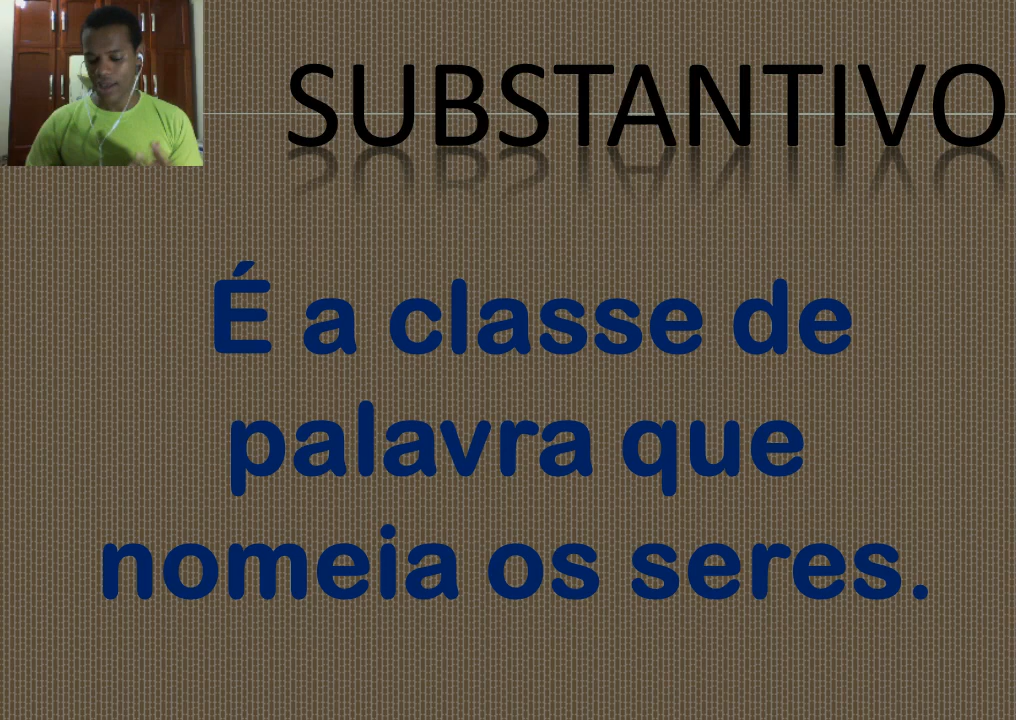 SUBSTANTIVO
É a classe de
palavra que
nomeia os seres.